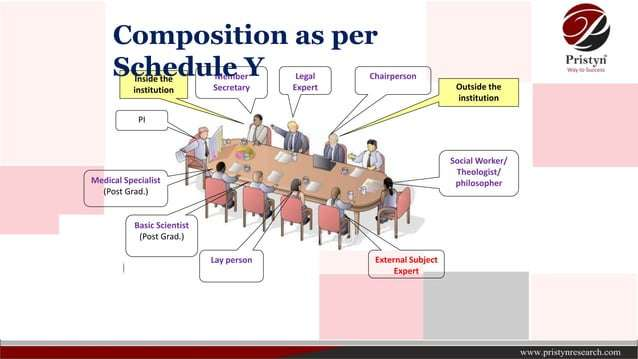 Composition as per
Schedule Y
Pristyn®
Way to Success
Inside the
institution
Member
Secretary
Legal
Expert
Chairperson
Outside the
institution
PI
Medical Specialist
(Post Grad.)
Social Worker/
Theologist/
philosopher
Basic Scientist
(Post Grad.)
Lay person
External Subject
Expert
www.pristynresearch.com